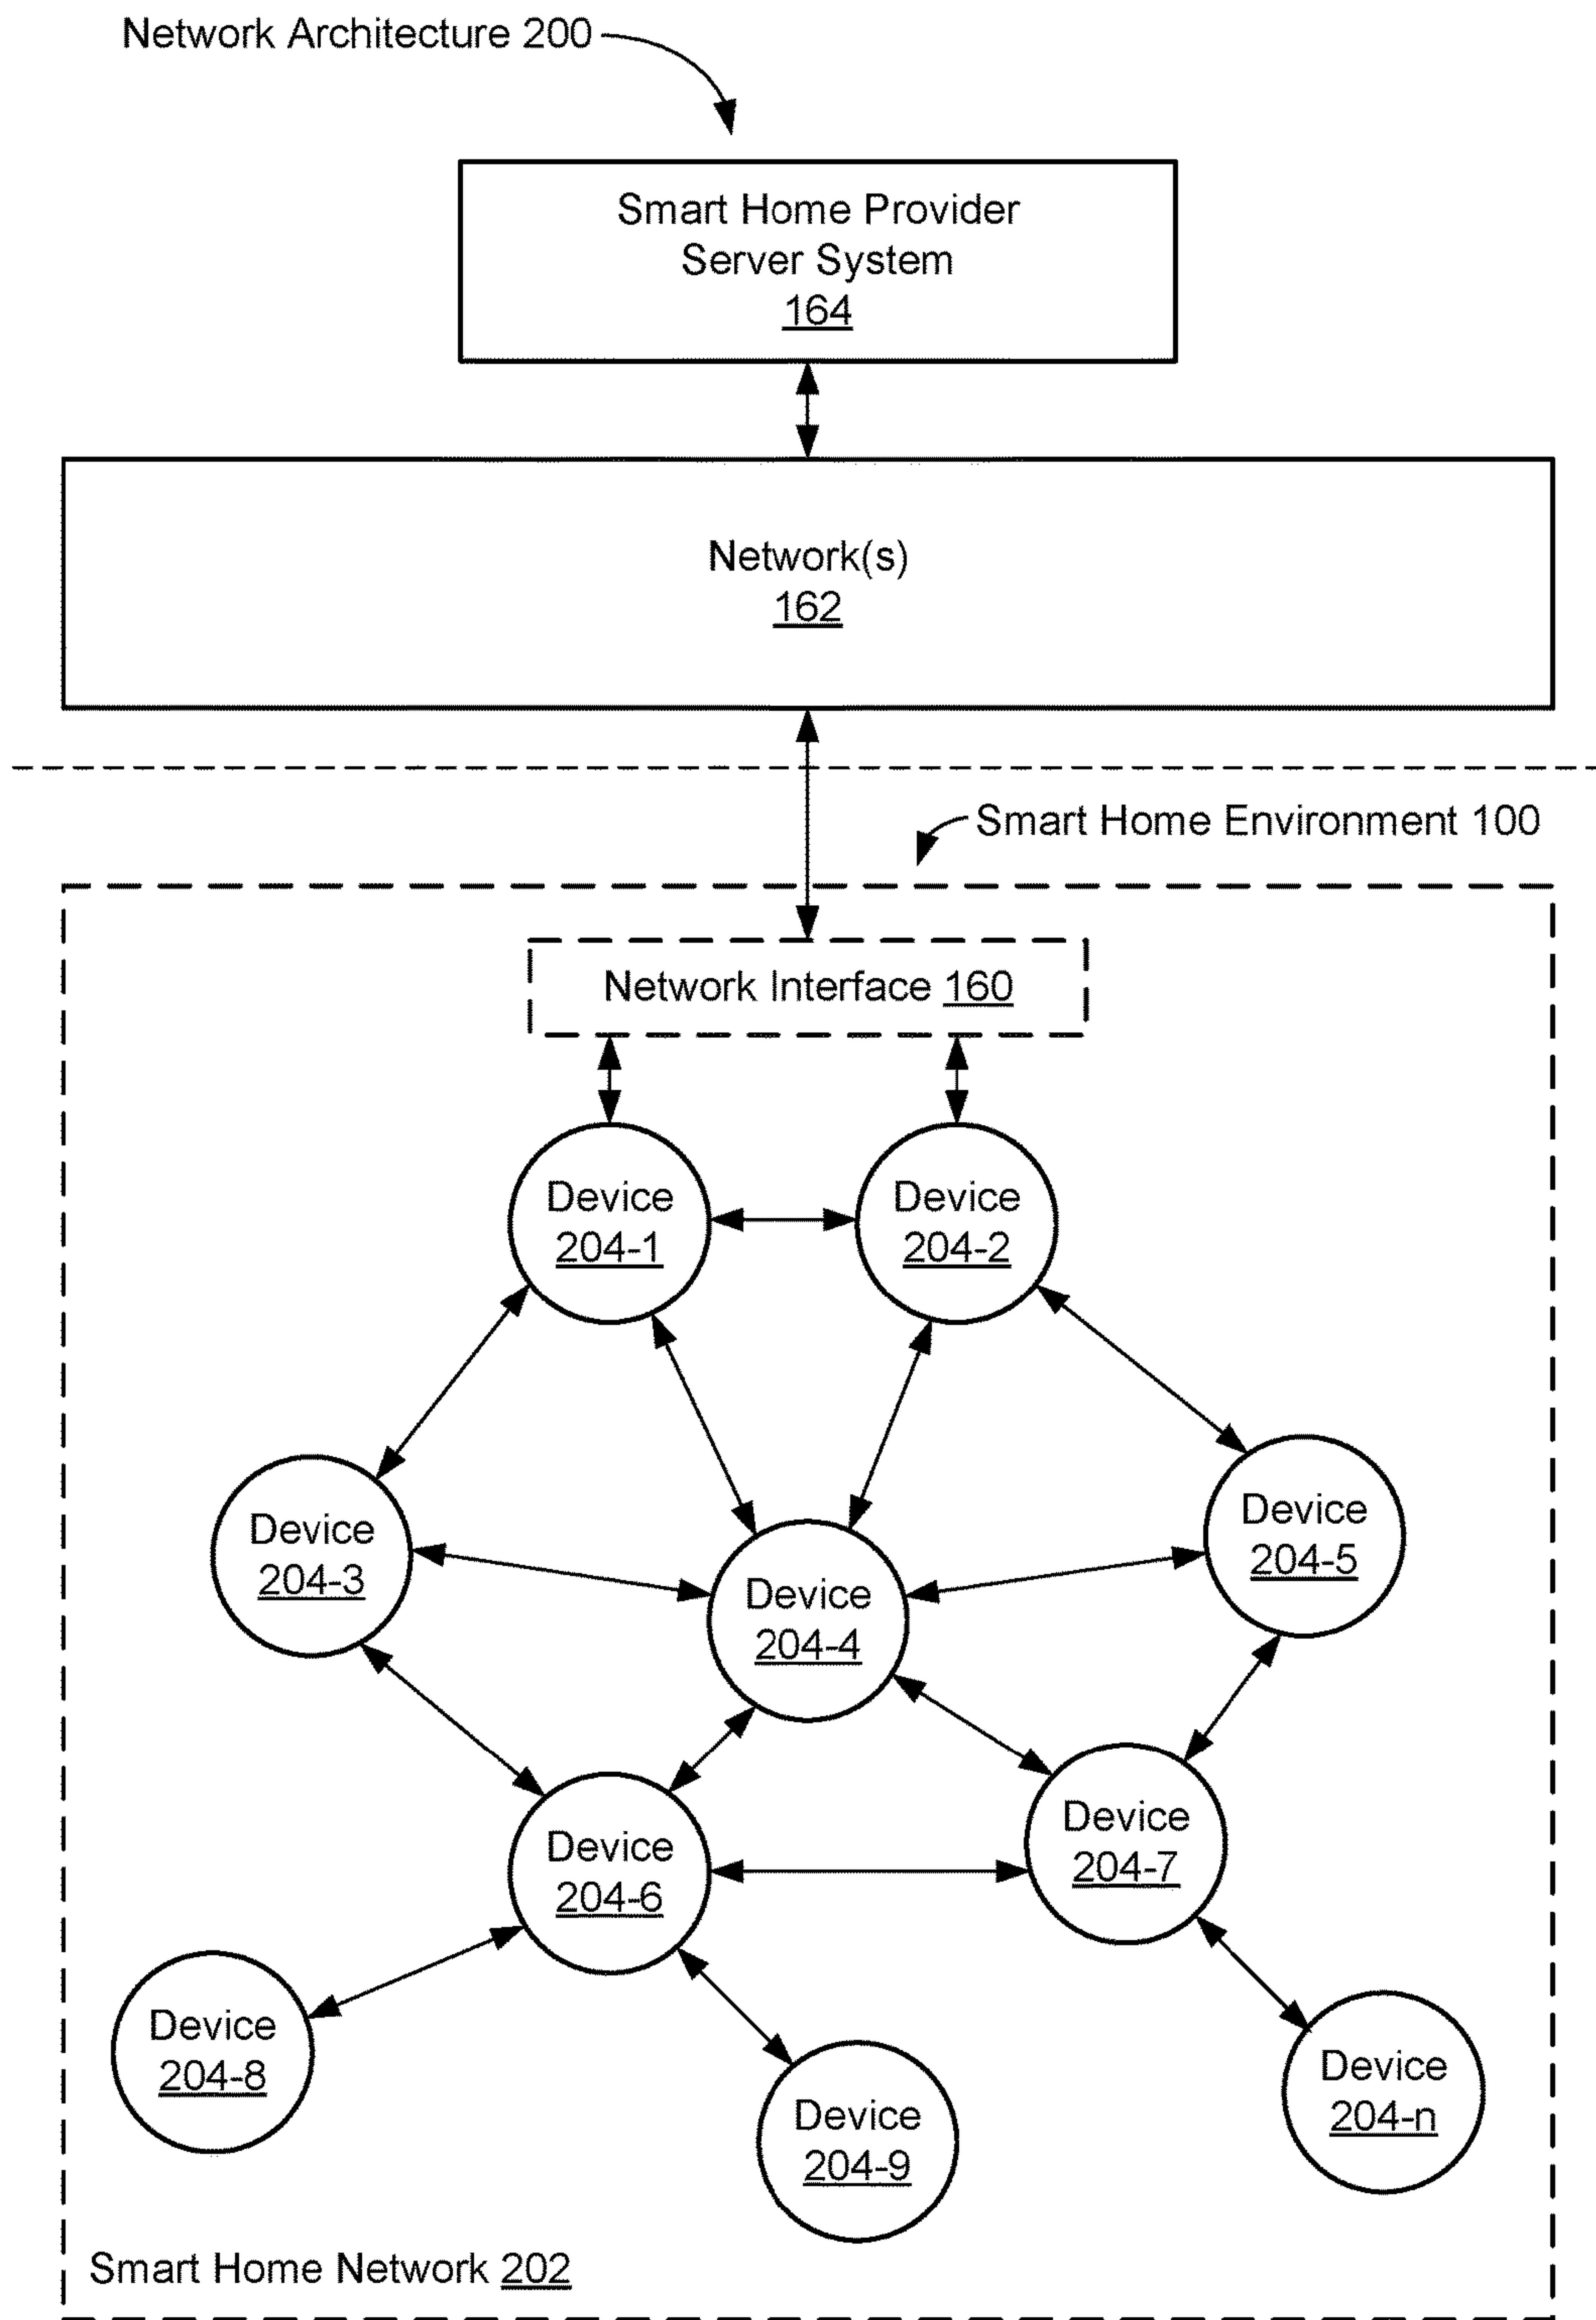 Network Architecture 200
Smart Home Provider
Server System
164
Network(s)
162
Smart Home Environment 100
Network Interface 160
Device
204-1
Device
204-2
Device
204-3
Device
204-4
Device
204-5
Device
204-6
Device
204-7
Device
204-8
Device
204-9
Device
204-n
Smart Home Network 202